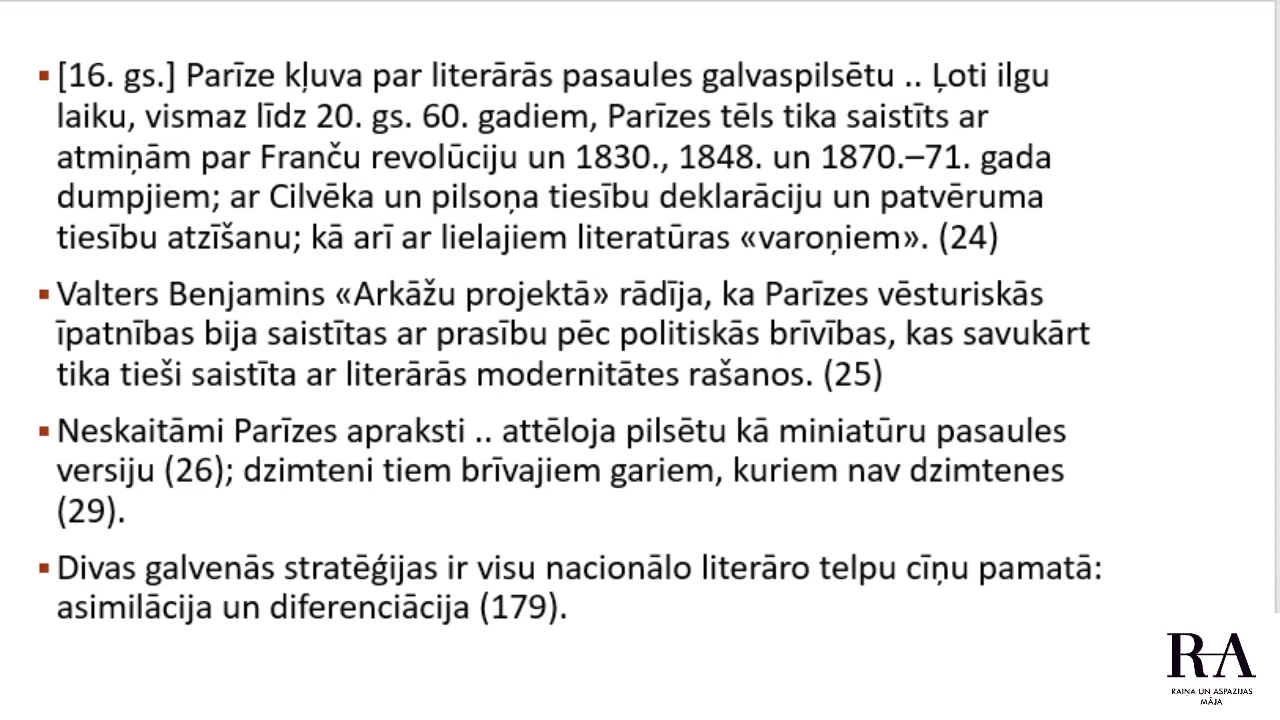 ▪ [16. gs.] Parīze kļuva par literārās pasaules galvaspilsētu .. Ļoti ilgu
laiku, vismaz līdz 20. gs. 60. gadiem, Parīzes tēls tika saistīts ar
atmiņām par Franču revolūciju un 1830., 1848. un 1870.–71. gada
dumpjiem; ar Cilvēka un pilsoņa tiesību deklarāciju un patvēruma
tiesību atzīšanu; kā arī ar lielajiem literatūras «varoņiem». (24)
▪ Valters Benjamins «Arkāžu projektā» rādīja, ka Parīzes vēsturiskās
īpatnības bija saistītas ar prasību pēc politiskās brīvības, kas savukārt
tika tieši saistīta ar literārās modernitātes rašanos. (25)
▪ Neskaitāmi Parīzes apraksti .. attēloja pilsētu kā miniatūru pasaules
versiju (26); dzimteni tiem brīvajiem gariem, kuriem nav dzimtenes
(29).
▪ Divas galvenās stratēģijas ir visu nacionālo literāro telpu cīņu pamatā:
asimilācija un diferenciācija (179).
RA
RAIŅA UN ASPAZIJAS
MĀJA